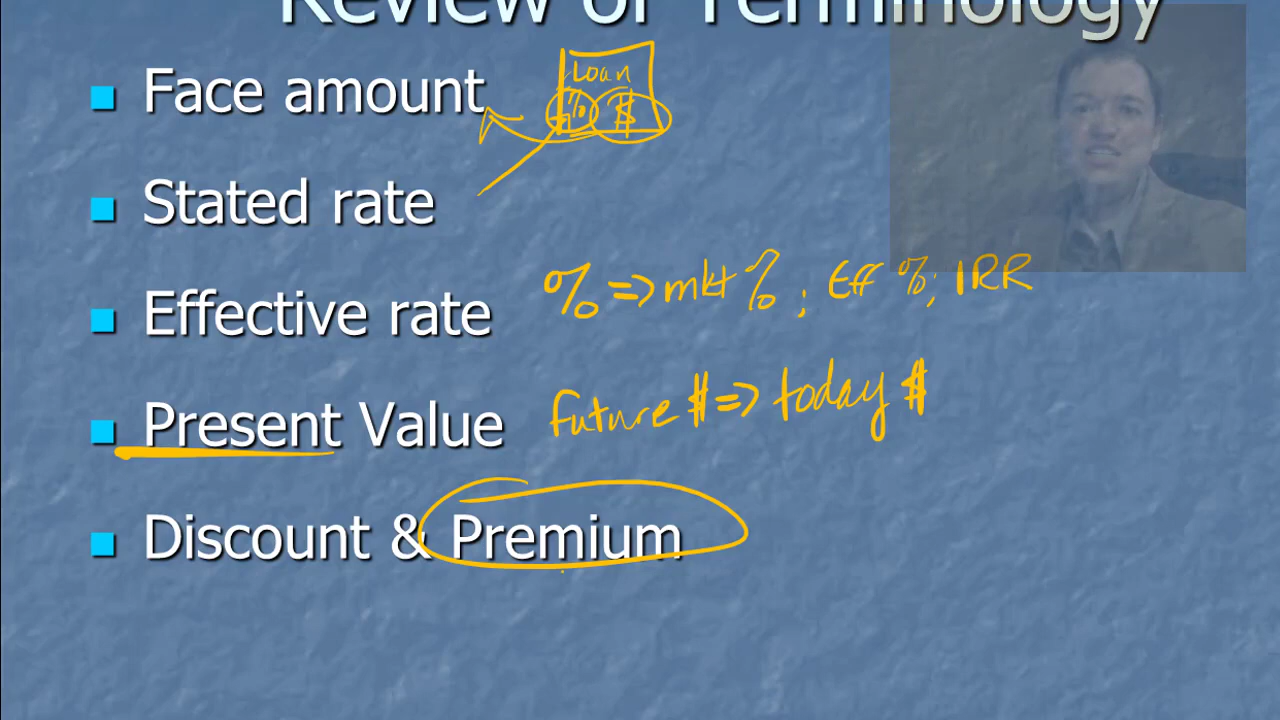 Review of Terminology
Face amount
Loan
% $
Stated rate
Effective rate
% => mkt % ; Eff % ; IRR
Present Value
future $ => today $
Discount & Premium